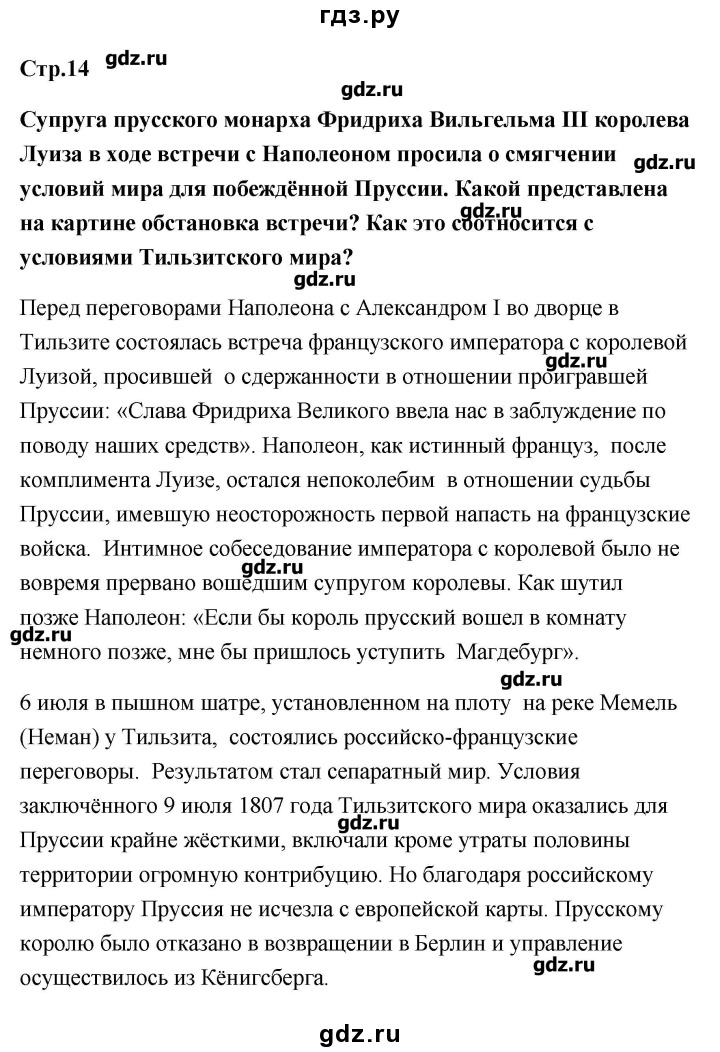 гдз.ру
Стр.14 gdz.ru
gdz.ru
Супруга прусского монарха Фридриха Вильгельма III королева
Луиза в ходе встречи с Наполеоном просила о смягчении
gdz.ru
условий мира для побеждённой Пруссии. Какой представлена
gdz.ru
на картине обстановка встречи? Как это соотносится с
условиями Тильзитского мира?
gdz.ru
Перед переговорами Наполеона с Александром I во дворце в
Тильзите состоялась встреча французского императора с королевой
gdz.ru
Луизой, просившей о сдержанности в отношении проигравшей
Пруссии: «Слава Фридриха Великого ввела нас в заблуждение по
поводу наших средств». Наполеон, как истинный француз, после
комплимента Луизе, остался непоколебим в отношении судьбы
Пруссии, имевшую неосторожность первой напасть на французские
войска. Интимное собеседование императора с королевой было не
gdz.ru
вовремя прервано вошедшим супругом королевы. Как шутил
позже Наполеон: «Если бы король прусский вошел в комнату
gdz.ru
немного позже, мне бы пришлось уступить Магдебург».
gdz.ru
6 июля в пышном шатре, установленном на плоту на реке Мемель
(Неман) у Тильзита, состоялись российско-французские
переговоры. Результатом стал сепаратный мир. Условия
заключённого 9 июля 1807 года Тильзитского мира оказались для
gdz.ru
Пруссии крайне жёсткими, включали кроме утраты половины
территории огромную контрибуцию. Но благодаря российскому
императору Пруссия не исчезла с европейской карты. Прусскому
королю было отказано в возвращении в Берлин и управление
gdz.ru
осуществилось из Кёнигсберга.
gdz.ru